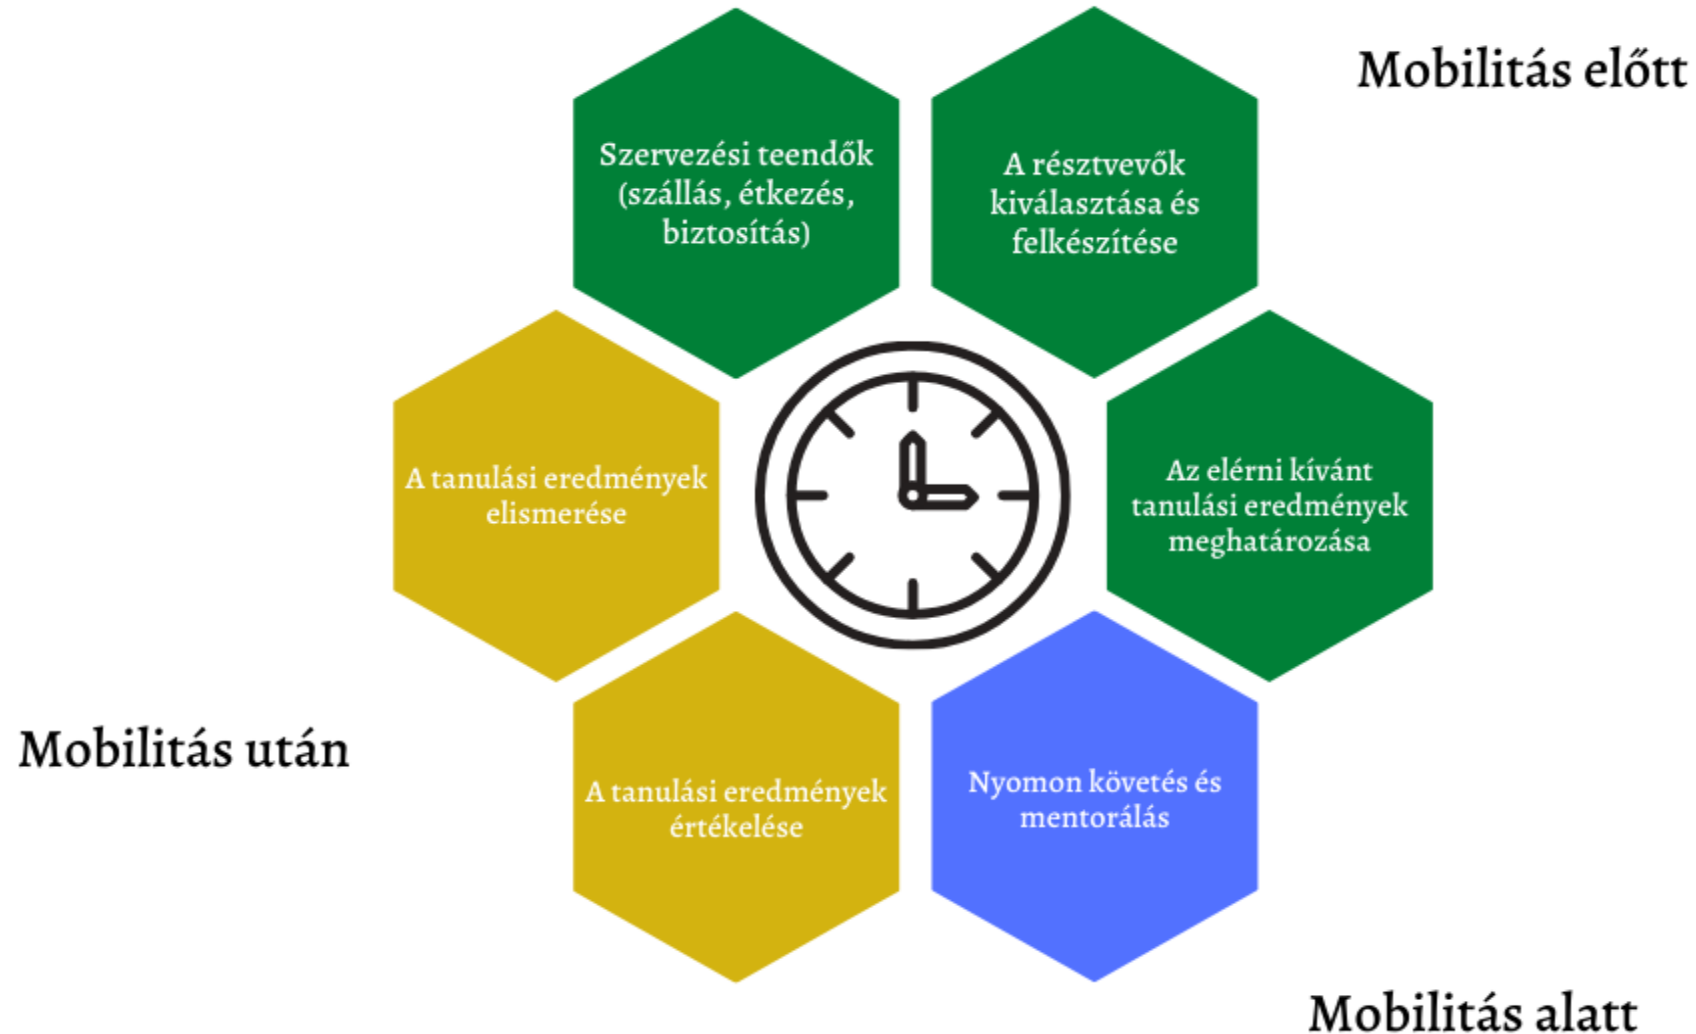 Mobilitás előtt
Szervezési teendők
(szállás, étkezés,
biztosítás)
A résztvevők
kiválasztása és
felkészítése
A tanulási eredmények
elismerése
Az elérni kívánt
tanulási eredmények
meghatározása
Mobilitás után
A tanulási eredmények
értékelése
Nyomon követés és
mentorálás
Mobilitás alatt